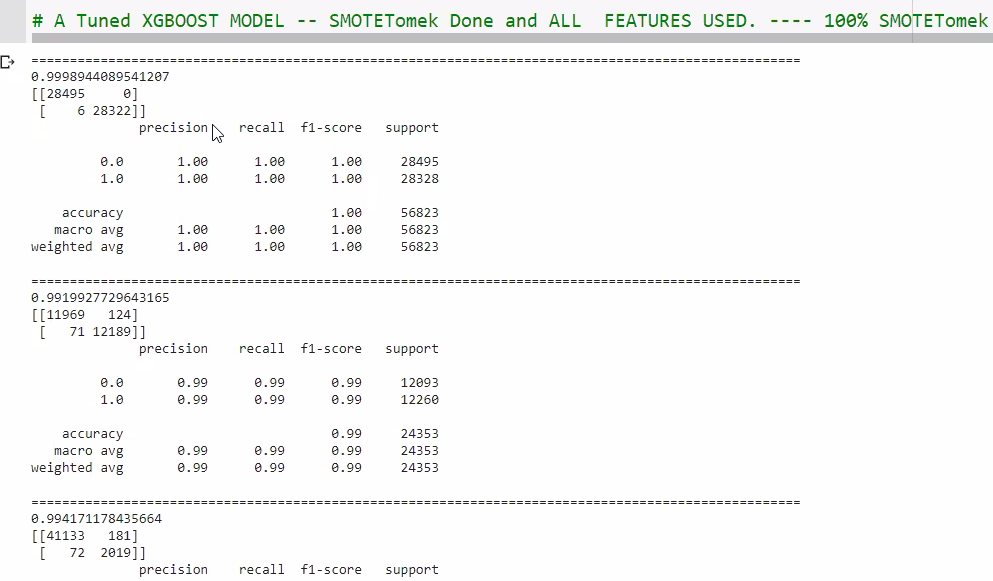 # A Tuned XGBOOST MODEL -- SMOTETomek Done and ALL  FEATURES USED. ---- 100% SMOTETomek
====================================================================================================
0.9998944089541207
[[28495     0]
 [    6 28322]]
              precision    recall  f1-score   support

         0.0       1.00      1.00      1.00     28495
         1.0       1.00      1.00      1.00     28328

    accuracy                           1.00     56823
   macro avg       1.00      1.00      1.00     56823
weighted avg       1.00      1.00      1.00     56823

====================================================================================================
0.9919927729643165
[[11969   124]
 [   71 12189]]
              precision    recall  f1-score   support

         0.0       0.99      0.99      0.99     12093
         1.0       0.99      0.99      0.99     12260

    accuracy                           0.99     24353
   macro avg       0.99      0.99      0.99     24353
weighted avg       0.99      0.99      0.99     24353

====================================================================================================
0.994171178435664
[[41133   181]
 [   72  2019]]
              precision    recall  f1-score   support